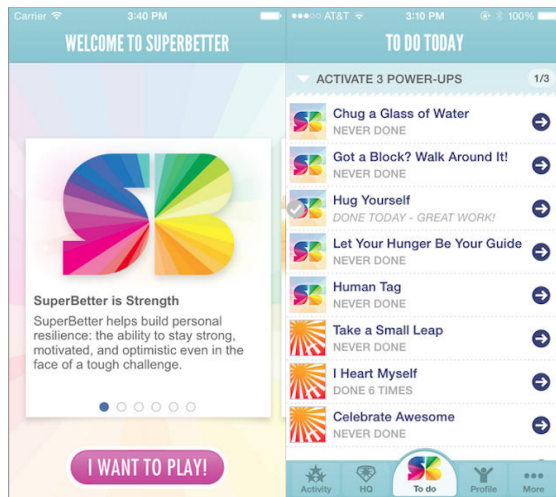 Carrier 3:40 PM
WELCOME TO SUPERBETTER
SB
SuperBetter is Strength
SuperBetter helps build personal
resilience: the ability to stay strong,
motivated, and optimistic even in the
face of a tough challenge.
I WANT TO PLAY!
AT&T 3:10 PM 100%
TO DO TODAY
ACTIVATE 3 POWER-UPS 1/3
Chug a Glass of Water
NEVER DONE
Got a Block? Walk Around It!
NEVER DONE
Hug Yourself
DONE TODAY - GREAT WORK!
Let Your Hunger Be Your Guide
NEVER DONE
Human Tag
NEVER DONE
Take a Small Leap
NEVER DONE
I Heart Myself
DONE 6 TIMES
Celebrate Awesome
NEVER DONE
Activity HQ To do Profile More